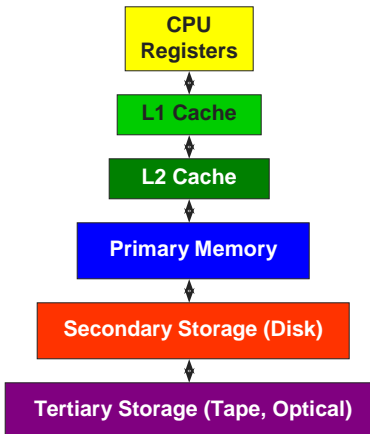 CPU
Registers
L1 Cache
L2 Cache
Primary Memory
Secondary Storage (Disk)
Tertiary Storage (Tape, Optical)